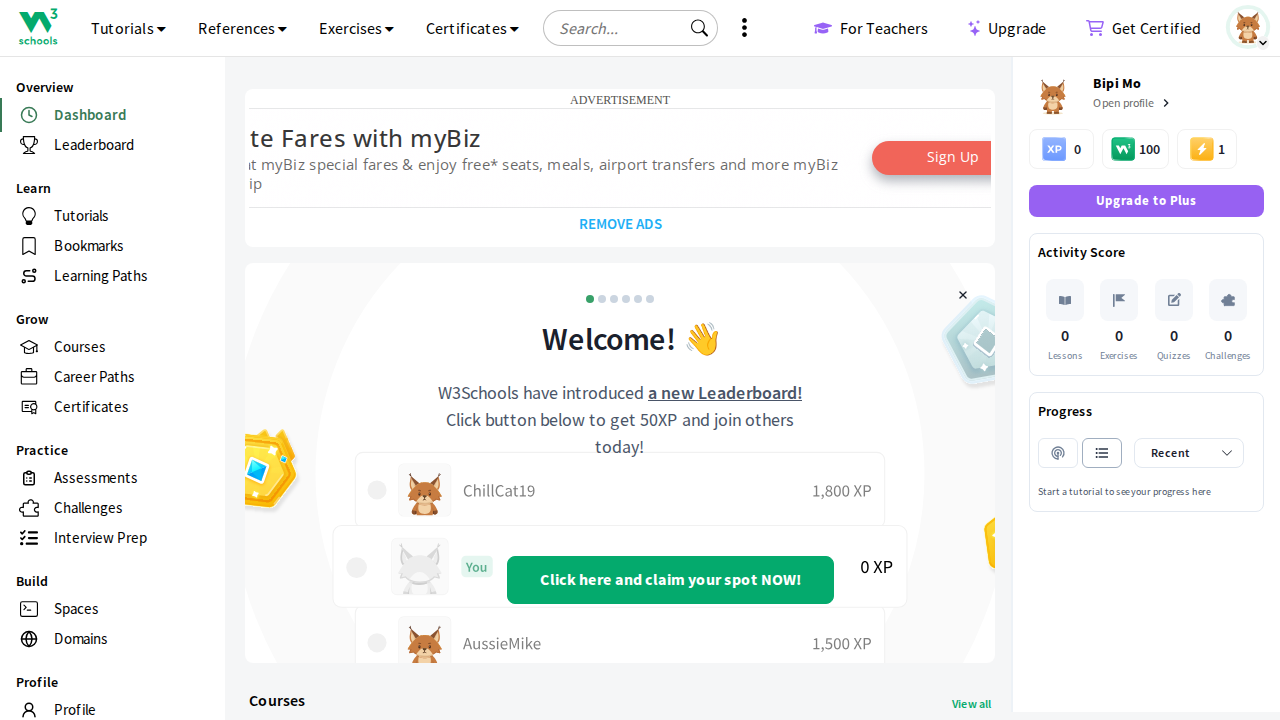 3
schools
Tutorials
References
Exercises
Certificates
Search...
For Teachers
Upgrade
Get Certified
Overview
Dashboard
Leaderboard
Learn
Tutorials
Bookmarks
Learning Paths
Grow
Courses
Career Paths
Certificates
Practice
Assessments
Challenges
Interview Prep
Build
Spaces
Domains
Profile
Profile
ADVERTISEMENT
te Fares with myBiz
at myBiz special fares & enjoy free* seats, meals, airport transfers and more myBiz
ip
Sign Up
REMOVE ADS
Welcome! 👋
W3Schools have introduced a new Leaderboard!
Click button below to get 50XP and join others
today!
ChillCat19
1,800 XP
You
Click here and claim your spot NOW!
0 XP
AussieMike
1,500 XP
Courses
View all
Bipi Mo
Open profile
XP 0
100
1
Upgrade to Plus
Activity Score
0
0
0
0
Lessons
Exercises
Quizzes
Challenges
Progress
Recent
Start a tutorial to see your progress here